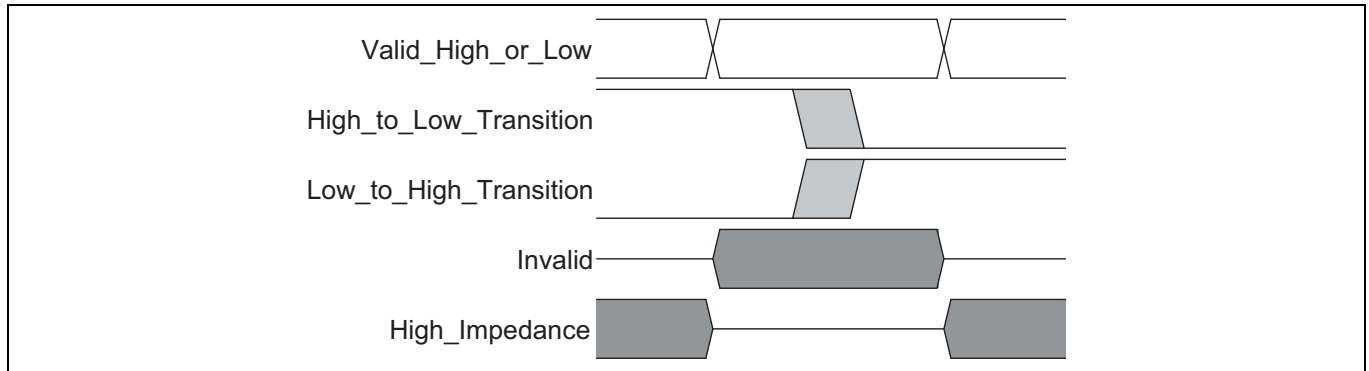 Valid_High_or_Low
High_to_Low_Transition
Low_to_High_Transition
Invalid
High_Impedance